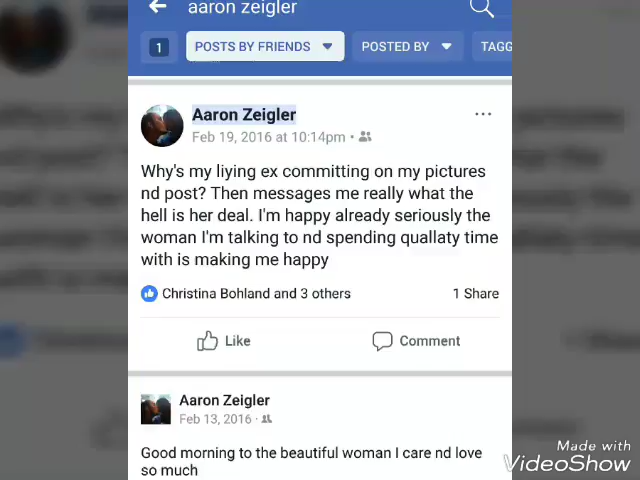 aaron zeigler
1 POSTS BY FRIENDS POSTED BY TAGG
Aaron Zeigler
Feb 19, 2016 at 10:14pm
Why's my liying ex committing on my pictures
nd post? Then messages me really what the
hell is her deal. I'm happy already seriously the
woman I'm talking to nd spending quallaty time
with is making me happy
Christina Bohland and 3 others 1 Share
Like Comment
Aaron Zeigler
Feb 13, 2016
Good morning to the beautiful woman I care nd love
so much
Made with
VideoShow